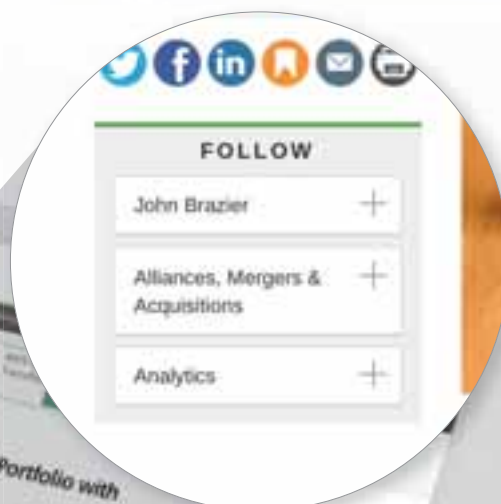 FOLLOW
John Brazier
Alliances, Mergers &
Acquisitions
Analytics
Portfolio with